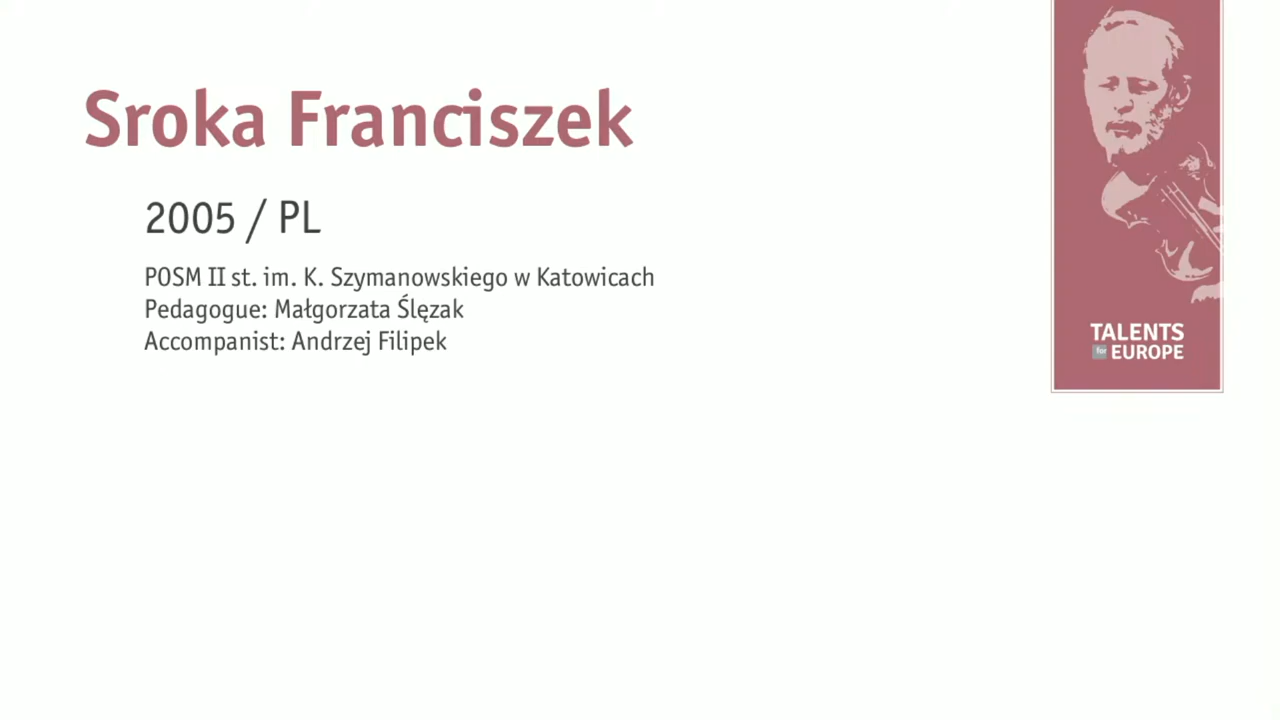 Sroka Franciszek
2005 / PL
POSM II st. im. K. Szymanowskiego w Katowicach
Pedagogue: Małgorzata Ślęzak
Accompanist: Andrzej Filipek
TALENTS
for EUROPE